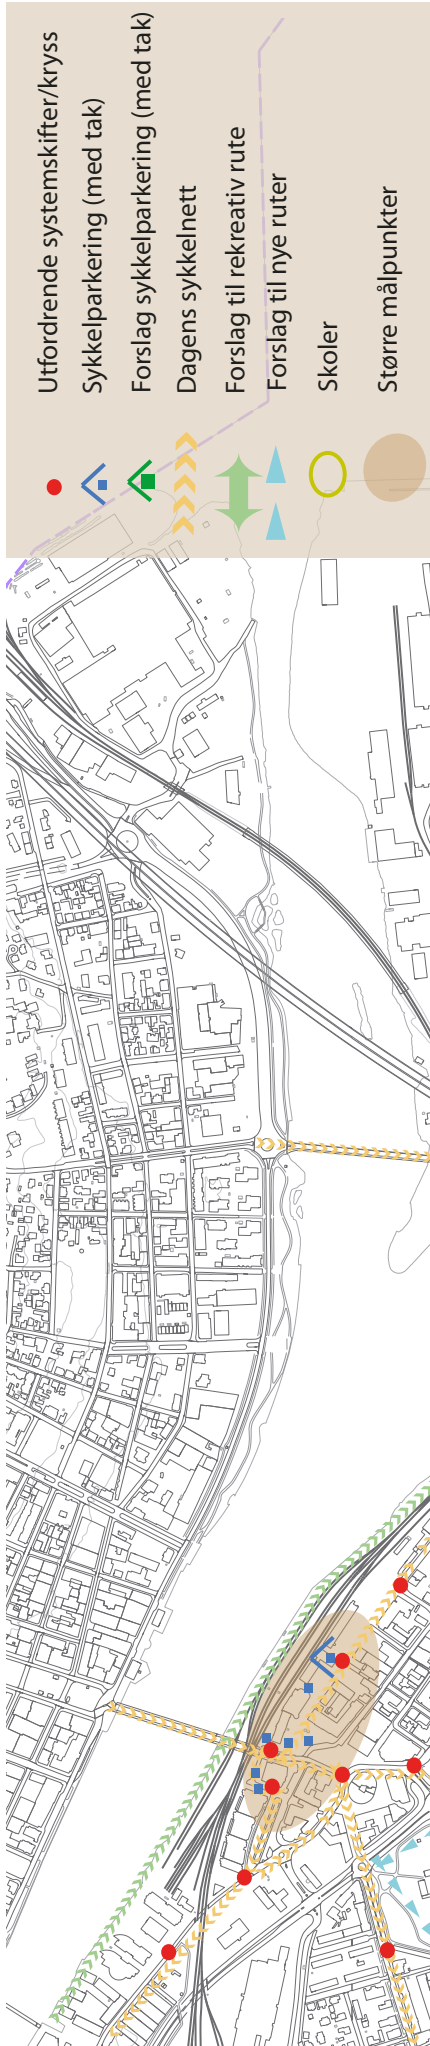 Utfordrende systemskifter/kryss
Sykkelparkering (med tak)
Forslag sykkelparkering (med tak)
Dagens sykkelnett
Forslag til rekreativ rute
Forslag til nye ruter
Skoler
Større målpunkter